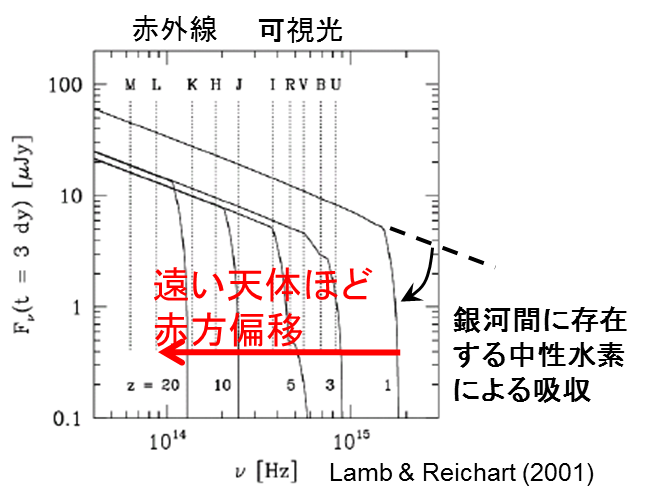 赤外線 可視光
M L K H J I R V B U
100
10
1
0.1
Fν(t = 3 dy) [μJy]
遠い天体ほど
赤方偏移
銀河間に存在
する中性水素
による吸収
z = 20 10 5 3 1
10^14 10^15
ν [Hz]
Lamb & Reichart (2001)